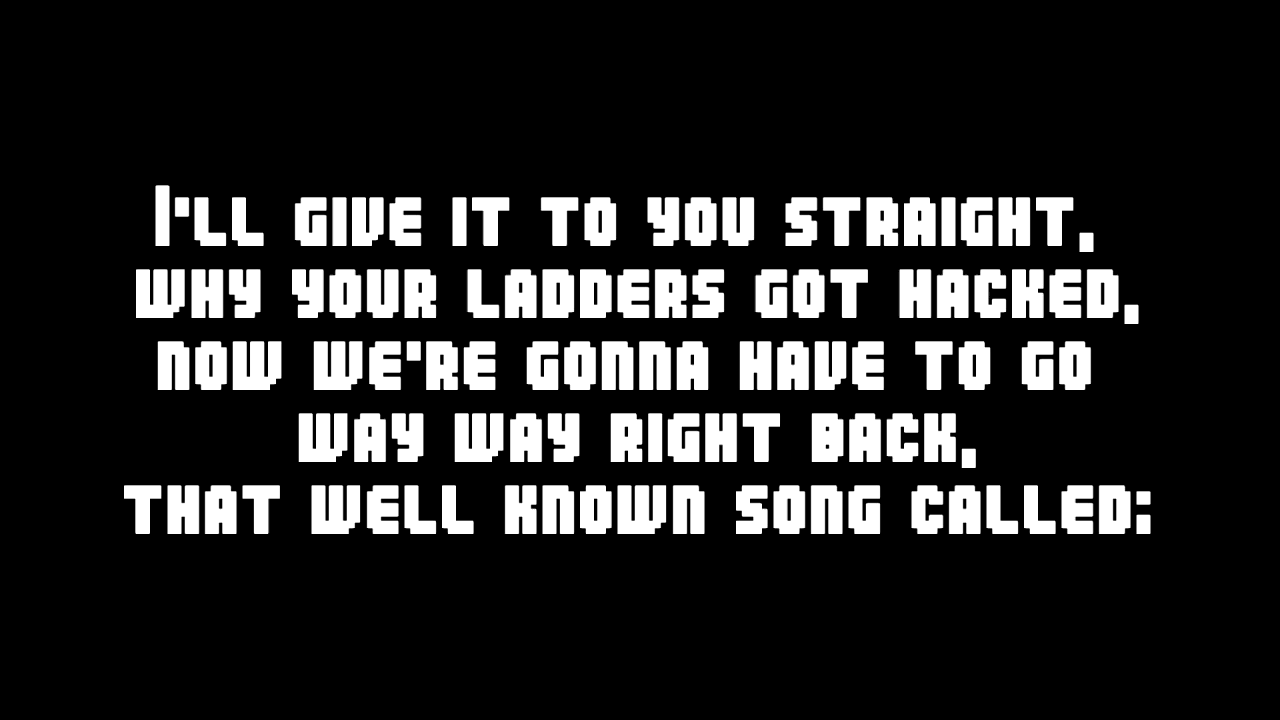 I'll give it to you straight,
why your ladders got hacked,
now we're gonna have to go
way way right back,
that well known song called: